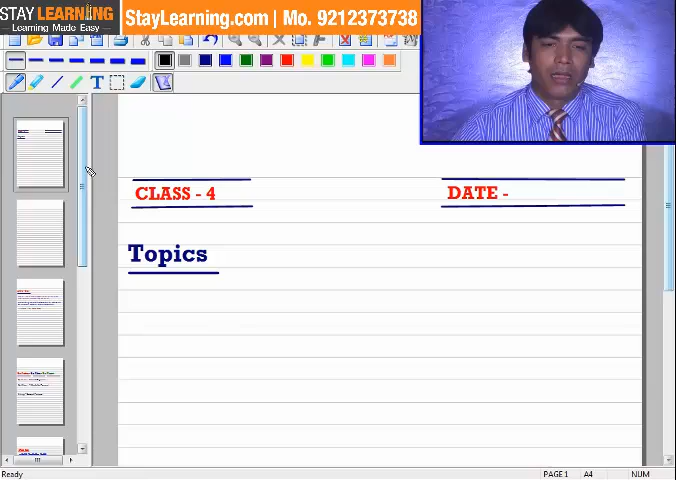 STAY LEARNING
Learning Made Easy
StayLearning.com | Mo. 9212373738
CLASS - 4
DATE -
Topics
Ready
PAGE 1
A4
NUM